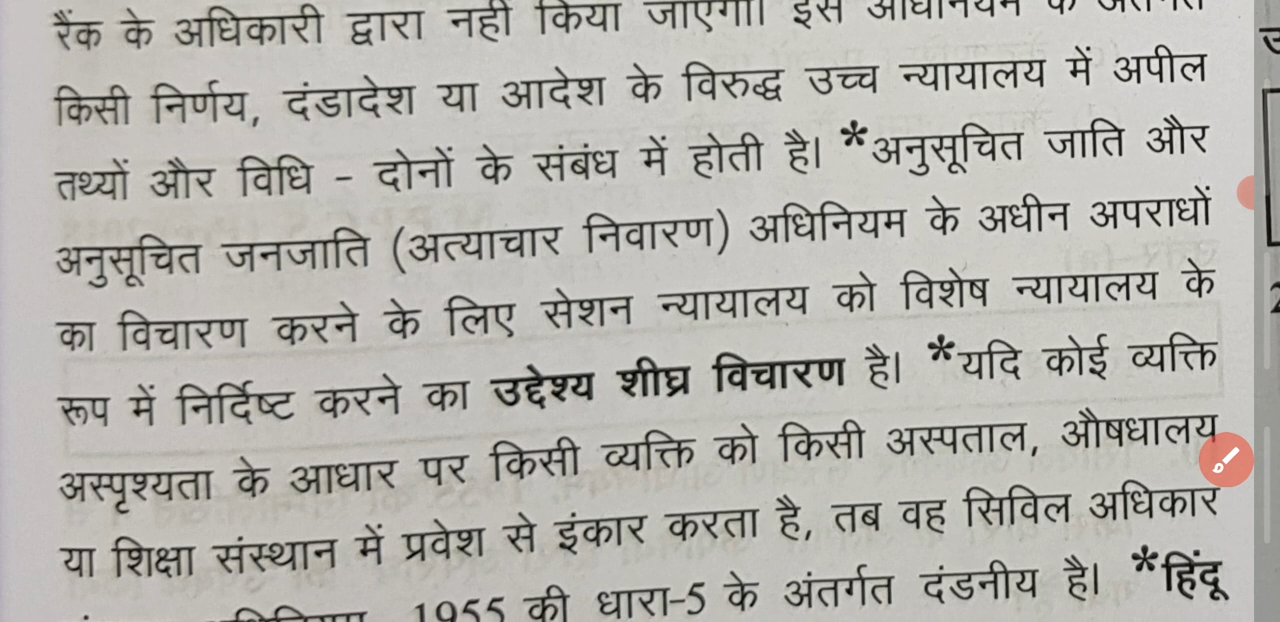 रैंक के अधिकारी द्वारा नहीं किया जाएगा। इस अधिनियम के अंतर्गत
किसी निर्णय, दंडादेश या आदेश के विरुद्ध उच्च न्यायालय में अपील
तथ्यों और विधि - दोनों के संबंध में होती है। *अनुसूचित जाति और
अनुसूचित जनजाति (अत्याचार निवारण) अधिनियम के अधीन अपराधों
का विचारण करने के लिए सेशन न्यायालय को विशेष न्यायालय के
रूप में निर्दिष्ट करने का उद्देश्य शीघ्र विचारण है। *यदि कोई व्यक्ति
अस्पृश्यता के आधार पर किसी व्यक्ति को किसी अस्पताल, औषधालय
या शिक्षा संस्थान में प्रवेश से इंकार करता है, तब वह सिविल अधिकार
1955 की धारा-5 के अंतर्गत दंडनीय है। *हिंदू